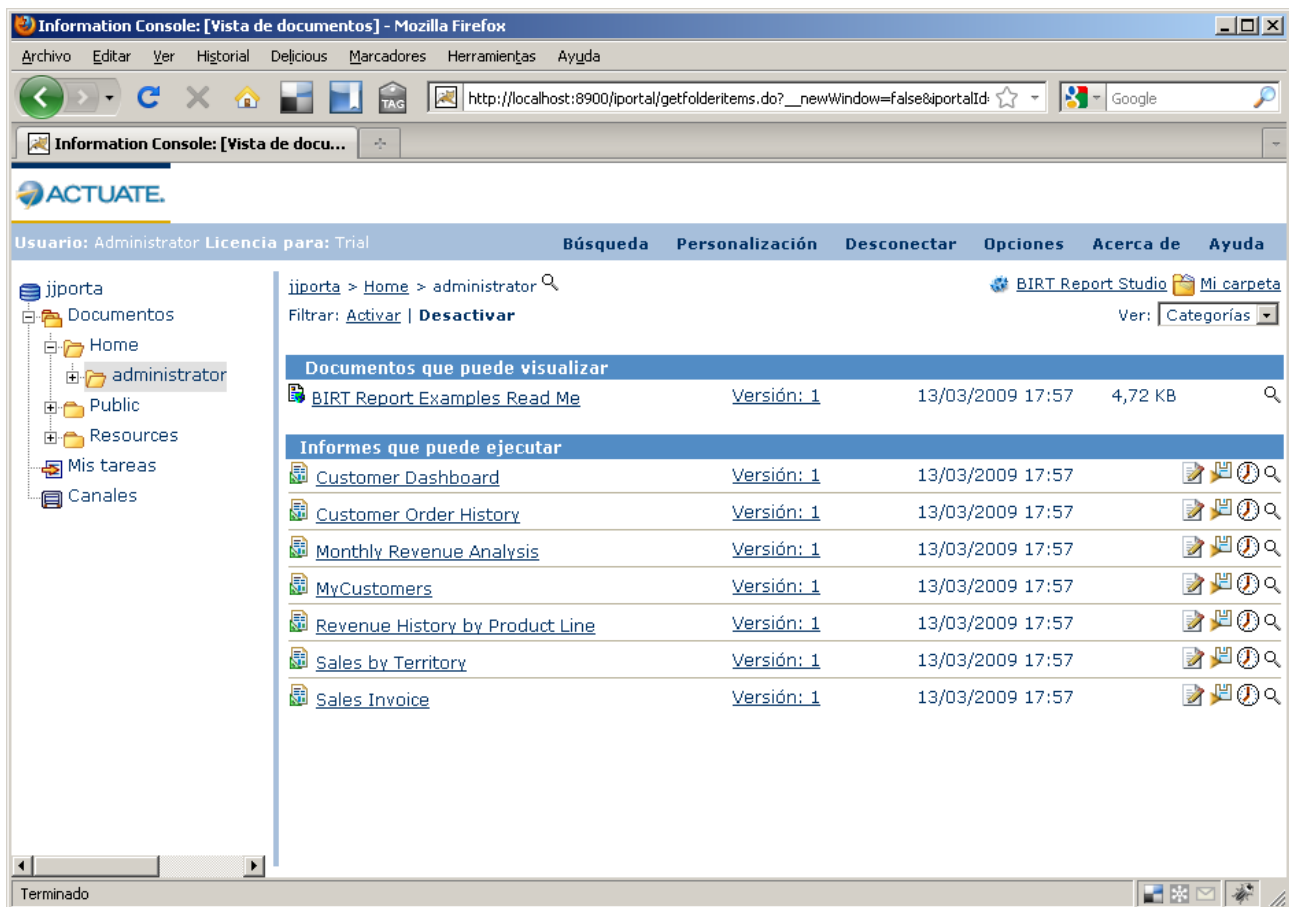 Information Console: [Vista de documentos] - Mozilla Firefox
Archivo Editar Ver Historial Delicious Marcadores Herramientas Ayuda
TAG http://localhost:8900/iportal/getfolderitems.do?__newWindow=false&iportalId Google
Information Console: [Vista de docu...
ACTUATE.
Usuario: Administrator Licencia para: Trial Búsqueda Personalización Desconectar Opciones Acerca de Ayuda
jjporta
Documentos
Home
administrator
Public
Resources
Mis tareas
Canales
jjporta > Home > administrator BIRT Report Studio Mi carpeta
Filtrar: Activar | Desactivar Ver: Categorías
Documentos que puede visualizar
BIRT Report Examples Read Me Versión: 1 13/03/2009 17:57 4,72 KB
Informes que puede ejecutar
Customer Dashboard Versión: 1 13/03/2009 17:57
Customer Order History Versión: 1 13/03/2009 17:57
Monthly Revenue Analysis Versión: 1 13/03/2009 17:57
MyCustomers Versión: 1 13/03/2009 17:57
Revenue History by Product Line Versión: 1 13/03/2009 17:57
Sales by Territory Versión: 1 13/03/2009 17:57
Sales Invoice Versión: 1 13/03/2009 17:57
Terminado